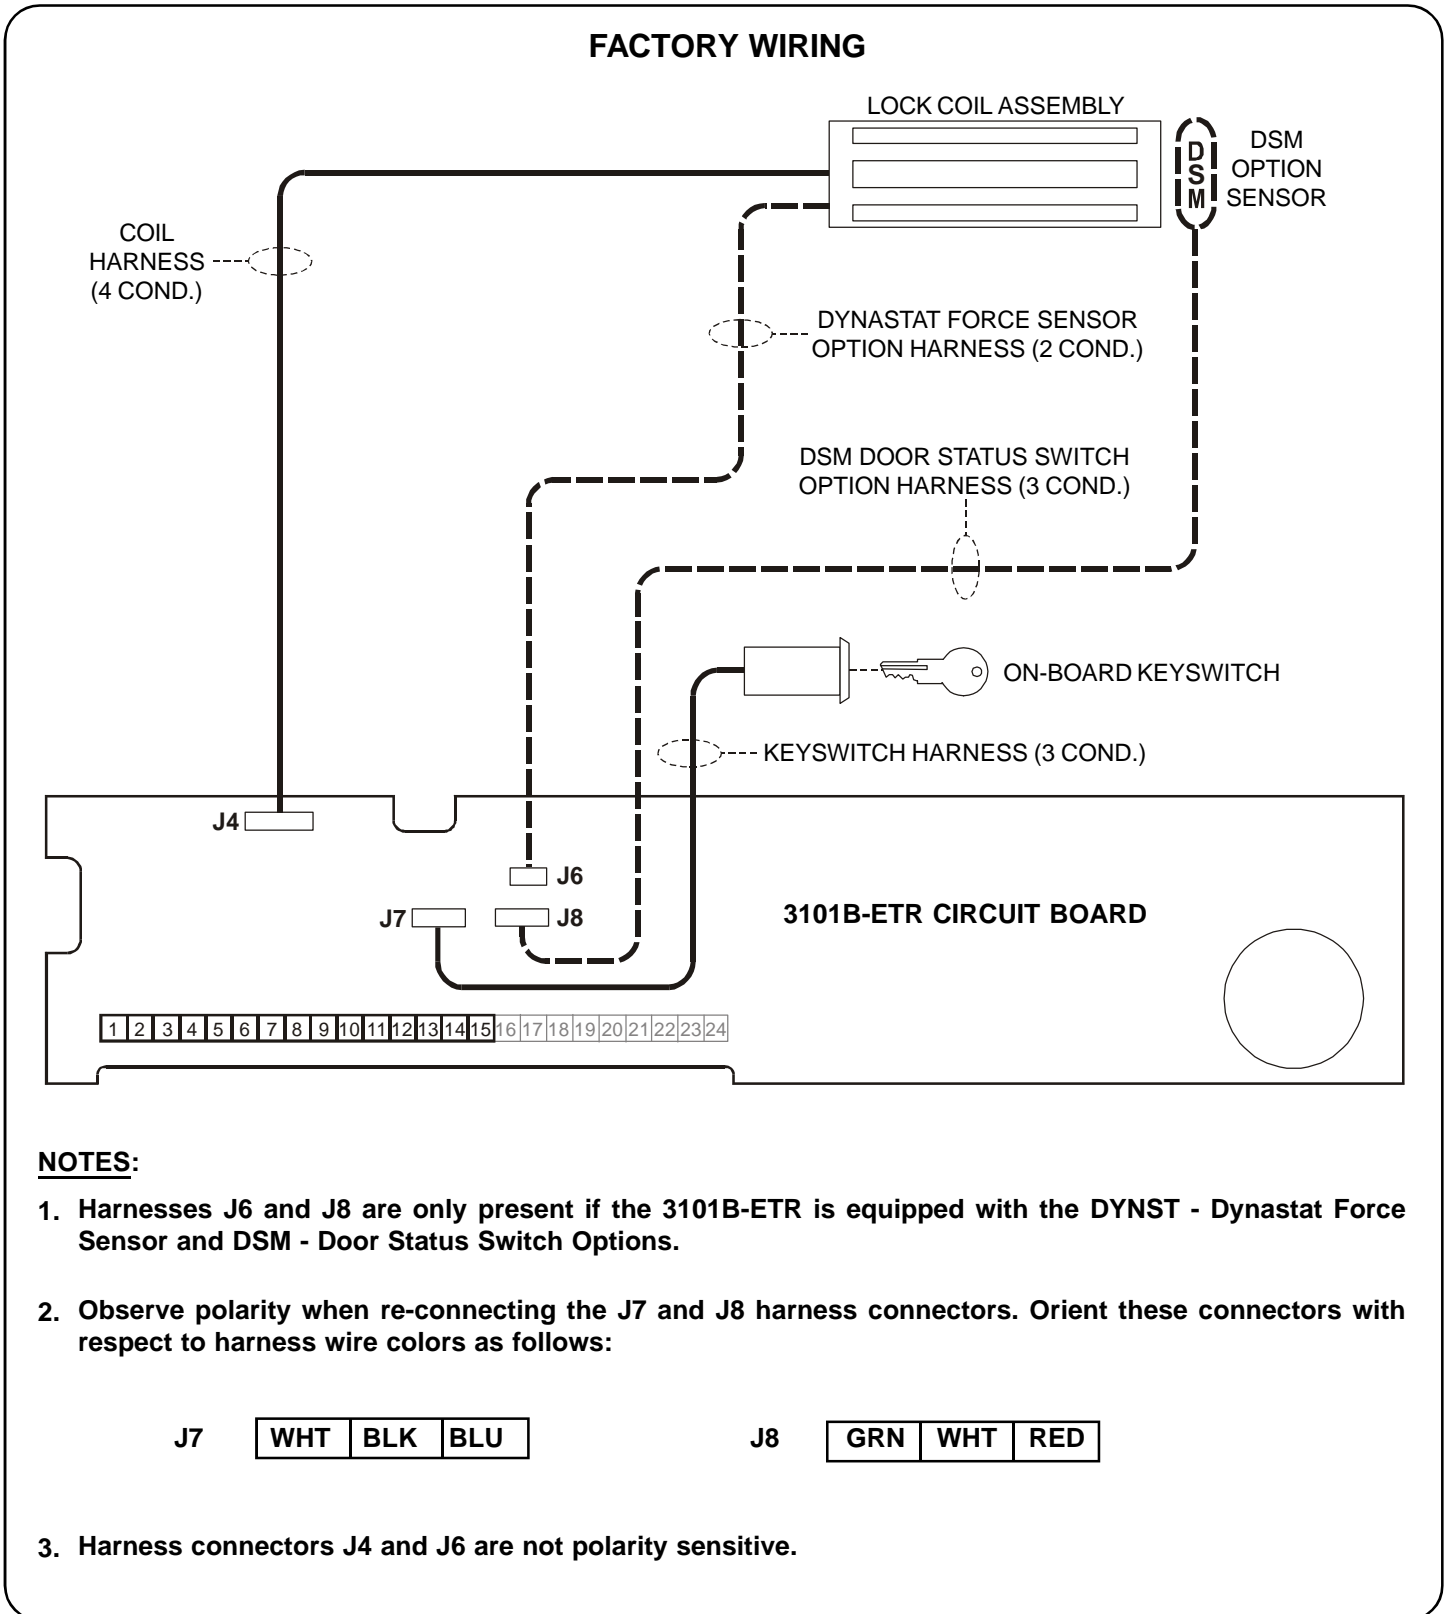 FACTORY WIRING
LOCK COIL ASSEMBLY
DSM
DSM
OPTION
SENSOR
COIL
HARNESS
(4 COND.)
DYNASTAT FORCE SENSOR
OPTION HARNESS (2 COND.)
DSM DOOR STATUS SWITCH
OPTION HARNESS (3 COND.)
ON-BOARD KEYSWITCH
KEYSWITCH HARNESS (3 COND.)
J4
J6
J7
J8
3101B-ETR CIRCUIT BOARD
1 2 3 4 5 6 7 8 9 10 11 12 13 14 15 16 17 18 19 20 21 22 23 24
NOTES:
1. Harnesses J6 and J8 are only present if the 3101B-ETR is equipped with the DYNST - Dynastat Force
Sensor and DSM - Door Status Switch Options.
2. Observe polarity when re-connecting the J7 and J8 harness connectors. Orient these connectors with
respect to harness wire colors as follows:
J7 WHT BLK BLU J8 GRN WHT RED
3. Harness connectors J4 and J6 are not polarity sensitive.